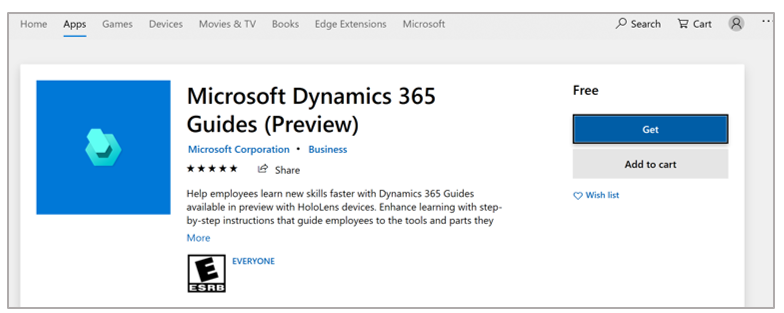 Home Apps Games Devices Movies & TV Books Edge Extensions Microsoft Search Cart
Microsoft Dynamics 365
Guides (Preview)
Microsoft Corporation • Business
Share
Help employees learn new skills faster with Dynamics 365 Guides
available in preview with HoloLens devices. Enhance learning with step-
by-step instructions that guide employees to the tools and parts they
More
E
ESRB
EVERYONE
Free
Get
Add to cart
Wish list